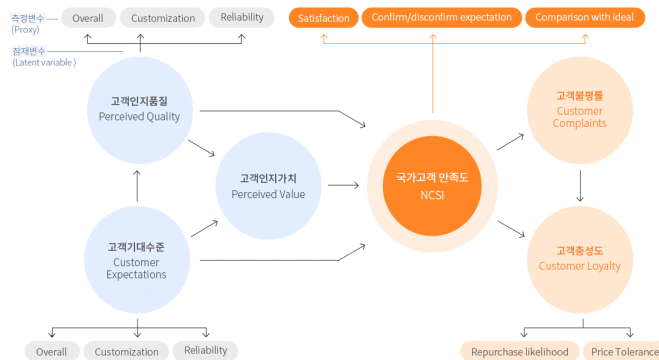 측정변수
(Proxy)
Overall
Customization
Reliability
Satisfaction
Confirm/disconfirm expectation
Comparison with ideal
잠재변수
(Latent variable )
고객인지품질
Perceived Quality
고객불평률
Customer
Complaints
고객인지가치
Perceived Value
국가고객 만족도
NCSI
고객기대수준
Customer
Expectations
고객충성도
Customer Loyalty
Overall
Customization
Reliability
Repurchase likelihood
Price Tolerance